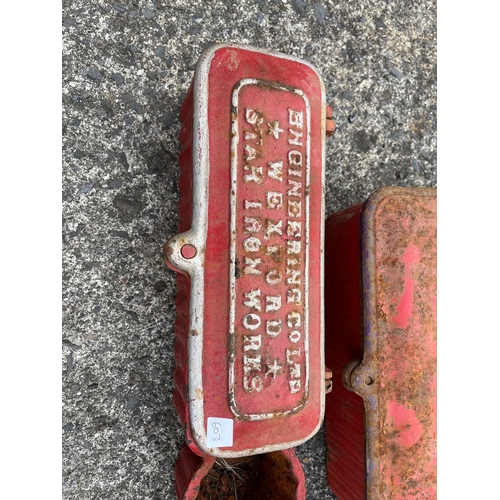 STAR IRON WORKS
★ WEXFORD ★
ENGINEERING CO LTD
603